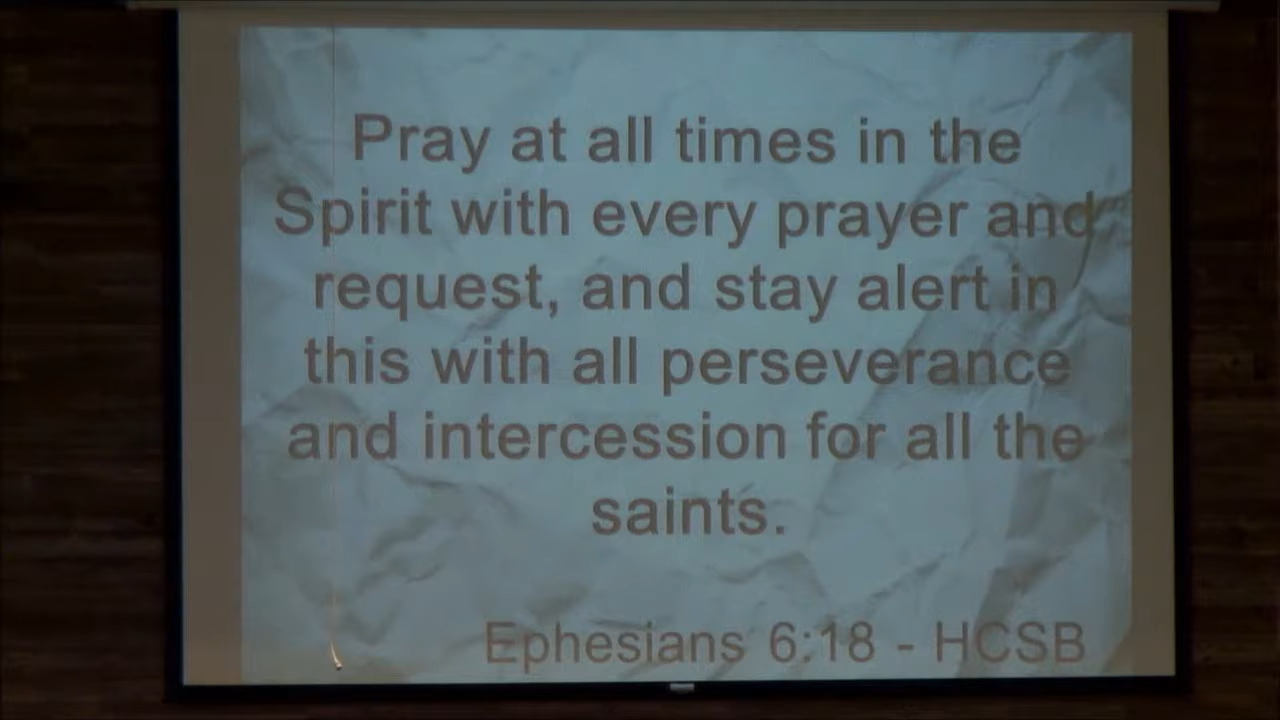 Pray at all times in the
Spirit with every prayer and
request, and stay alert in
this with all perseverance
and intercession for all the
saints.
Ephesians 6:18 - HCSB